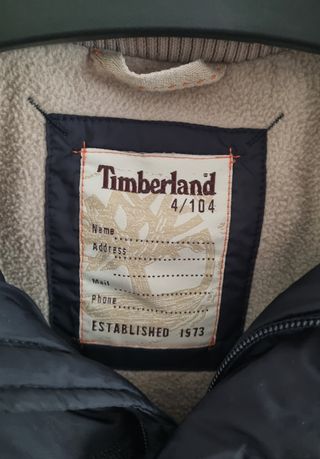 Timberland
4/104
Name
Address
Mail
Phone
ESTABLISHED 1973